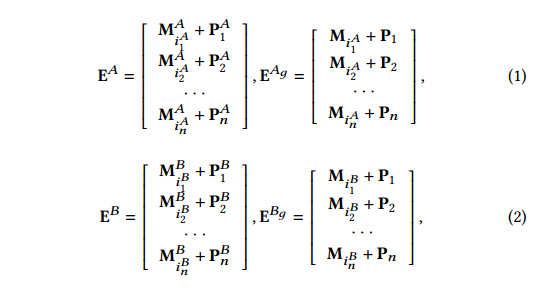 E^A = [ M^A_{i^A_1} + P^A_1 ; M^A_{i^A_2} + P^A_2 ; · · · ; M^A_{i^A_n} + P^A_n ] , E^{Ag} = [ M_{i^A_1} + P_1 ; M_{i^A_2} + P_2 ; · · · ; M_{i^A_n} + P_n ] , (1)
E^B = [ M^B_{i^B_1} + P^B_1 ; M^B_{i^B_2} + P^B_2 ; · · · ; M^B_{i^B_n} + P^B_n ] , E^{Bg} = [ M_{i^B_1} + P_1 ; M_{i^B_2} + P_2 ; · · · ; M_{i^B_n} + P_n ] , (2)